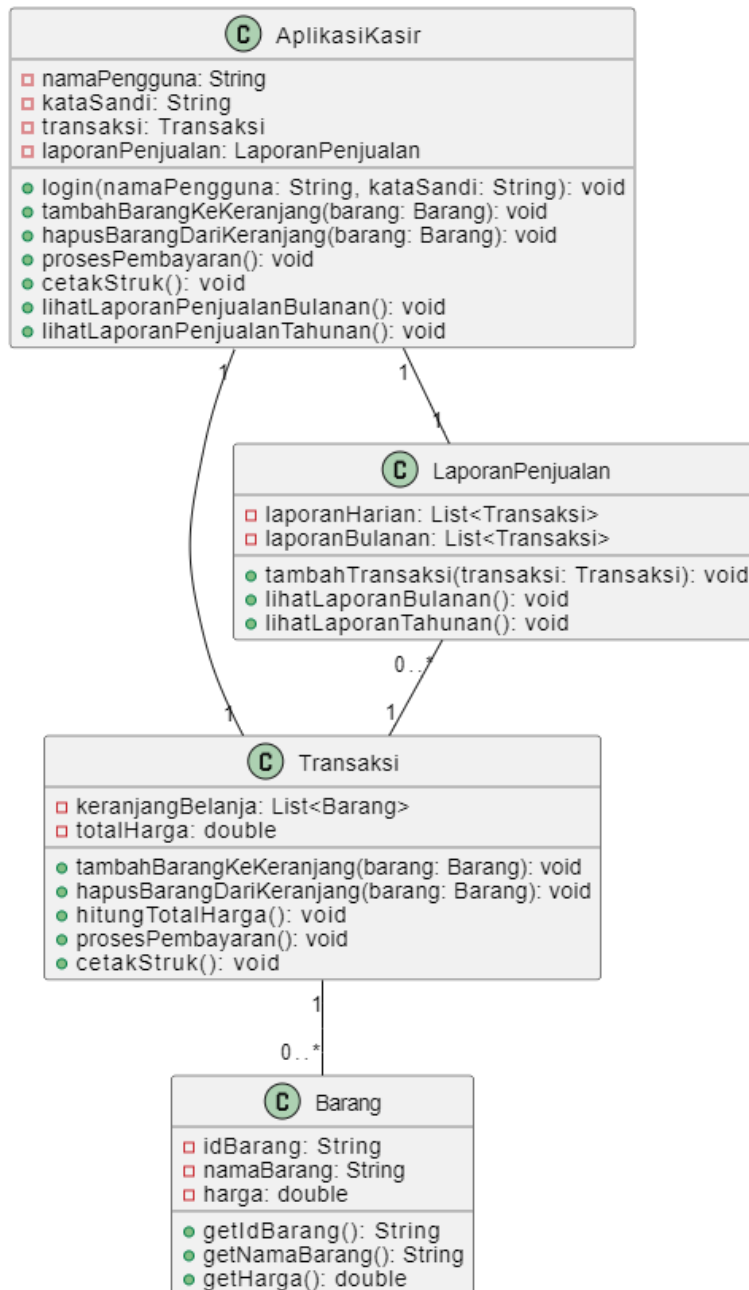 C AplikasiKasir
namaPengguna: String
kataSandi: String
transaksi: Transaksi
laporanPenjualan: LaporanPenjualan
login(namaPengguna: String, kataSandi: String): void
tambahBarangKeKeranjang(barang: Barang): void
hapusBarangDariKeranjang(barang: Barang): void
prosesPembayaran(): void
cetakStruk(): void
lihatLaporanPenjualanBulanan(): void
lihatLaporanPenjualanTahunan(): void
1
1
1
C LaporanPenjualan
laporanHarian: List<Transaksi>
laporanBulanan: List<Transaksi>
tambahTransaksi(transaksi: Transaksi): void
lihatLaporanBulanan(): void
lihatLaporanTahunan(): void
0..*
1
1
C Transaksi
keranjangBelanja: List<Barang>
totalHarga: double
tambahBarangKeKeranjang(barang: Barang): void
hapusBarangDariKeranjang(barang: Barang): void
hitungTotalHarga(): void
prosesPembayaran(): void
cetakStruk(): void
1
0..*
C Barang
idBarang: String
namaBarang: String
harga: double
getIdBarang(): String
getNamaBarang(): String
getHarga(): double